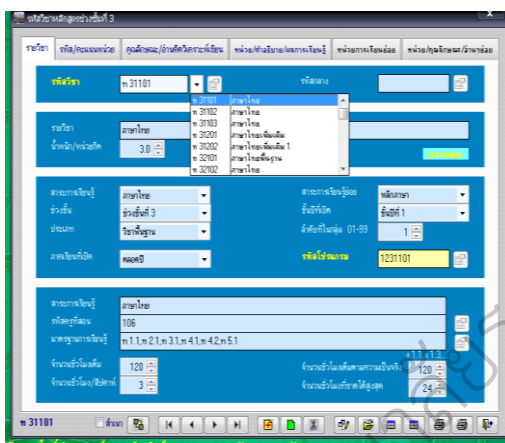 รหัสวิชาหลักสูตรช่วงชั้นที่ 3
รายวิชา รหัส/คะแนนหน่วย คุณลักษณะ/อ่านคิดวิเคราะห์เขียน หน่วย/คำอธิบาย/ผลการเรียนรู้ หน่วยการเรียนย่อย หน่วย/คุณลักษณะ/อ่านย่อย
รหัสวิชา ท 31101 รหัสกลาง
ท 31101 ภาษาไทย
ท 31102 ภาษาไทย
ท 31103 ภาษาไทย
ท 31201 ภาษาไทยเพิ่มเติม
ท 31202 ภาษาไทยเพิ่มเติม 1
ท 32101 ภาษาไทยพื้นฐาน
ท 32102 ภาษาไทย
รายวิชา ภาษาไทย
น้ำหนัก/หน่วยกิต 3.0
สาระการเรียนรู้ ภาษาไทย สาระการเรียนรู้ย่อย หลักภาษา
ช่วงชั้น ช่วงชั้นที่ 3 ชั้นปีที่เปิด ชั้นปีที่ 1
ประเภท วิชาพื้นฐาน ลำดับที่ในกลุ่ม 01-99 1
ภาคเรียนที่เปิด ตลอดปี รหัสโปรแกรม 1231101
สาระการเรียนรู้ ภาษาไทย
รหัสครูที่สอน 106
มาตรฐานการเรียนรู้ ท 1.1,ท 2.1,ท 3.1,ท 4.1,ท 4.2,ท 5.1
จำนวนชั่วโมงเต็ม 120 จำนวนชั่วโมงเต็มตามความเป็นจริง 120
จำนวนชั่วโมง/สัปดาห์ 3 จำนวนชั่วโมงที่ขาดได้สูงสุด 24
ท 31101 สำเนา